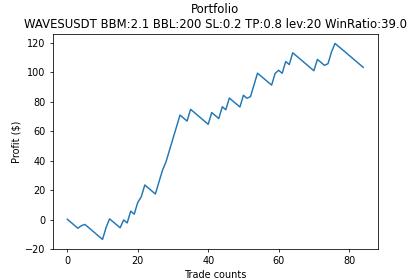 Portfolio
WAVESUSDT BBM:2.1 BBL:200 SL:0.2 TP:0.8 lev:20 WinRatio:39.0
120
100
80
60
40
20
0
−20
Profit ($)
0 20 40 60 80
Trade counts